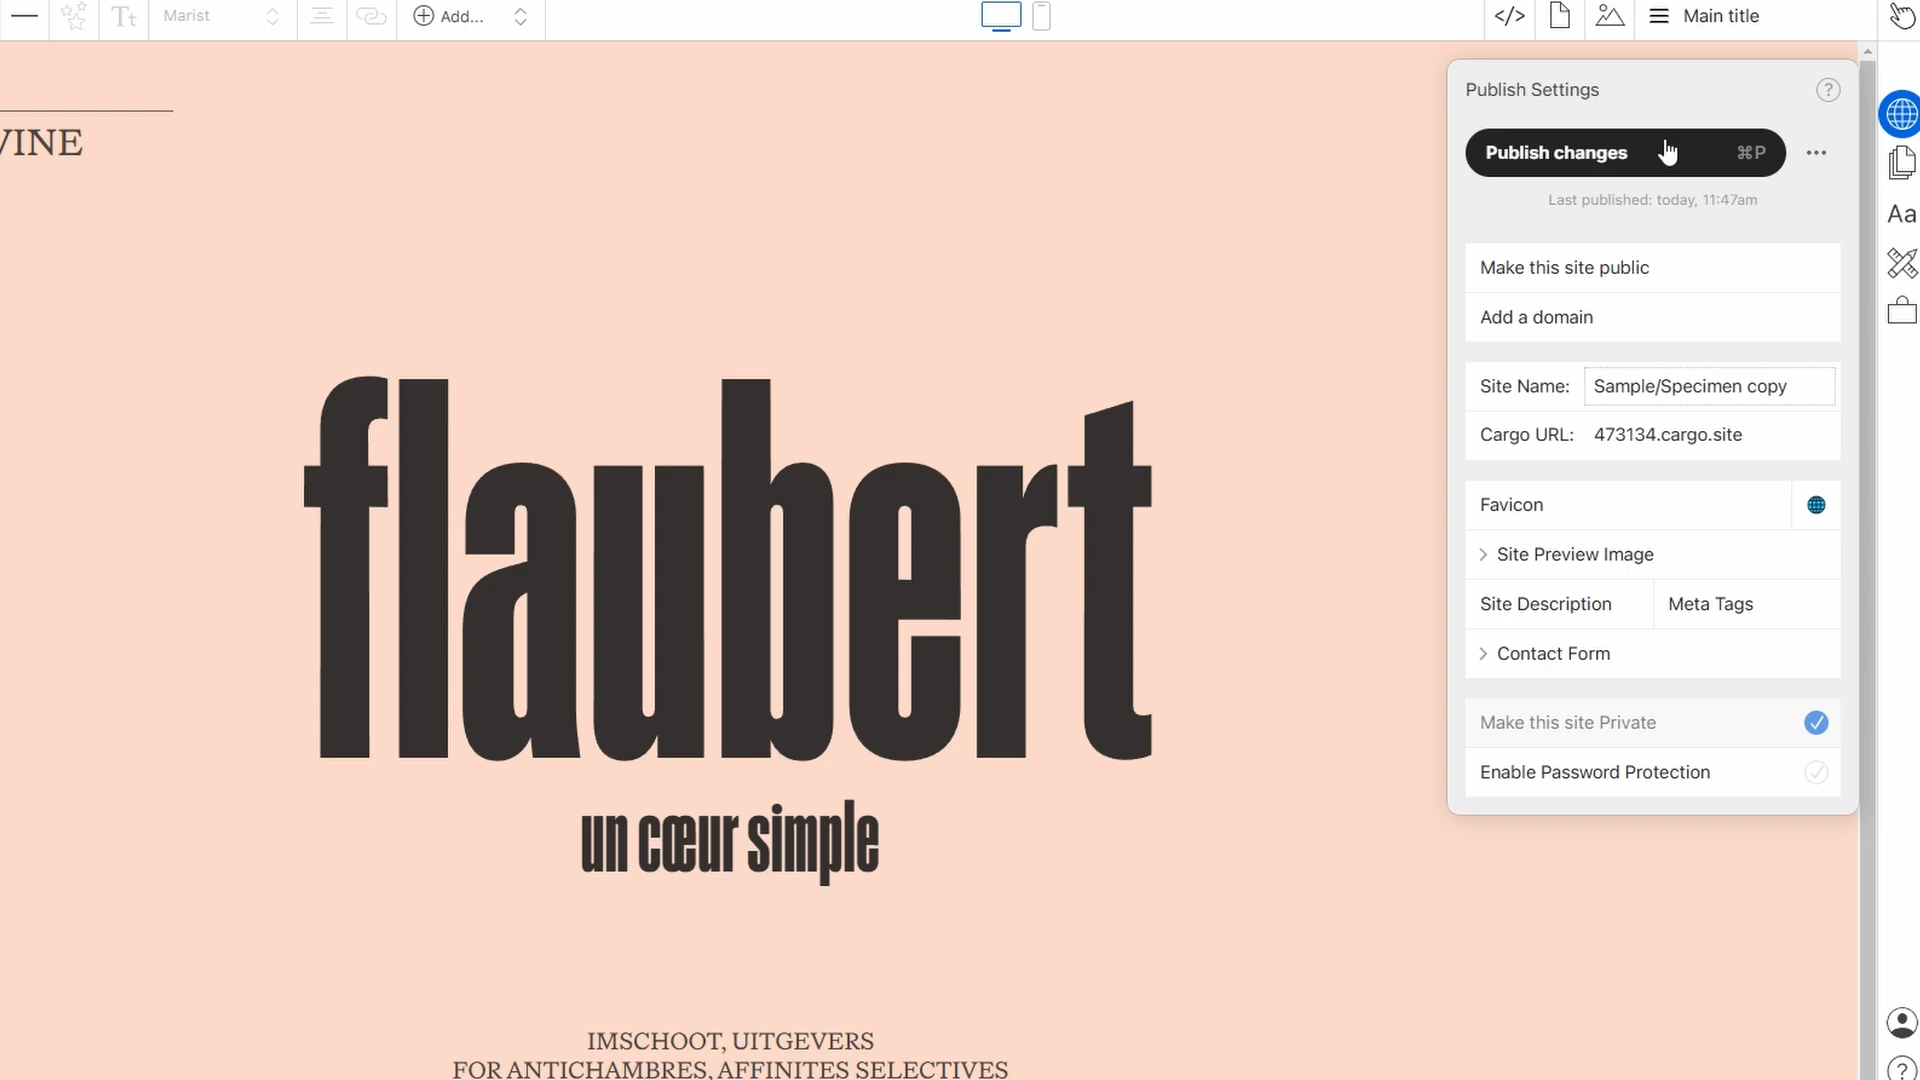 Tt Marist Add... </> Main title
VINE
Publish Settings ?
Publish changes ⌘P
Last published: today, 11:47am
Make this site public
Add a domain
Site Name: Sample/Specimen copy
Cargo URL: 473134.cargo.site
Favicon
Site Preview Image
Site Description Meta Tags
Contact Form
Make this site Private
Enable Password Protection
Aa
flaubert
un cœur simple
IMSCHOOT, UITGEVERS
FOR ANTICHAMBRES, AFFINITES SELECTIVES
?